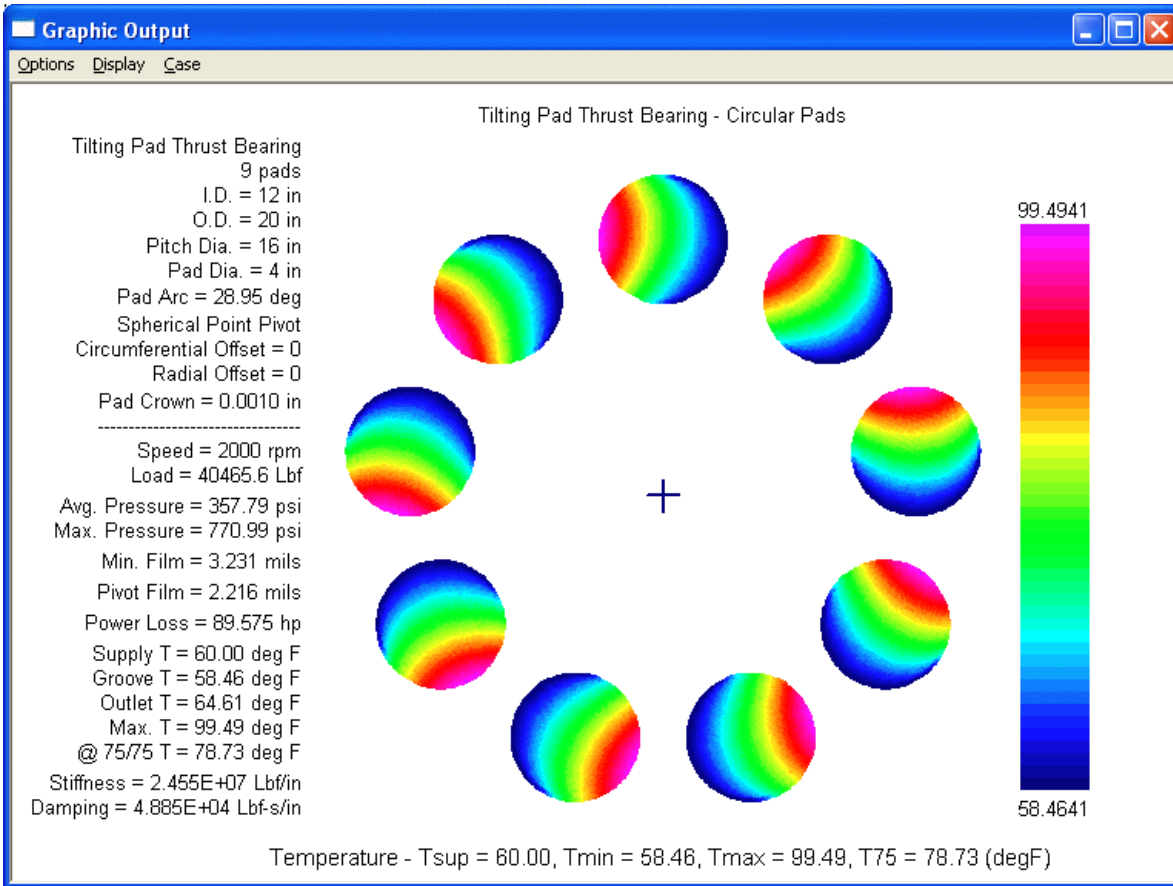 Graphic Output
Options Display Case
Tilting Pad Thrust Bearing - Circular Pads
Tilting Pad Thrust Bearing
9 pads
I.D. = 12 in
O.D. = 20 in
Pitch Dia. = 16 in
Pad Dia. = 4 in
Pad Arc = 28.95 deg
Spherical Point Pivot
Circumferential Offset = 0
Radial Offset = 0
Pad Crown = 0.0010 in
---------------------------------
Speed = 2000 rpm
Load = 40465.6 Lbf
Avg. Pressure = 357.79 psi
Max. Pressure = 770.99 psi
Min. Film = 3.231 mils
Pivot Film = 2.216 mils
Power Loss = 89.575 hp
Supply T = 60.00 deg F
Groove T = 58.46 deg F
Outlet T = 64.61 deg F
Max. T = 99.49 deg F
@ 75/75 T = 78.73 deg F
Stiffness = 2.455E+07 Lbf/in
Damping = 4.885E+04 Lbf-s/in
99.4941
58.4641
Temperature - Tsup = 60.00, Tmin = 58.46, Tmax = 99.49, T75 = 78.73 (degF)